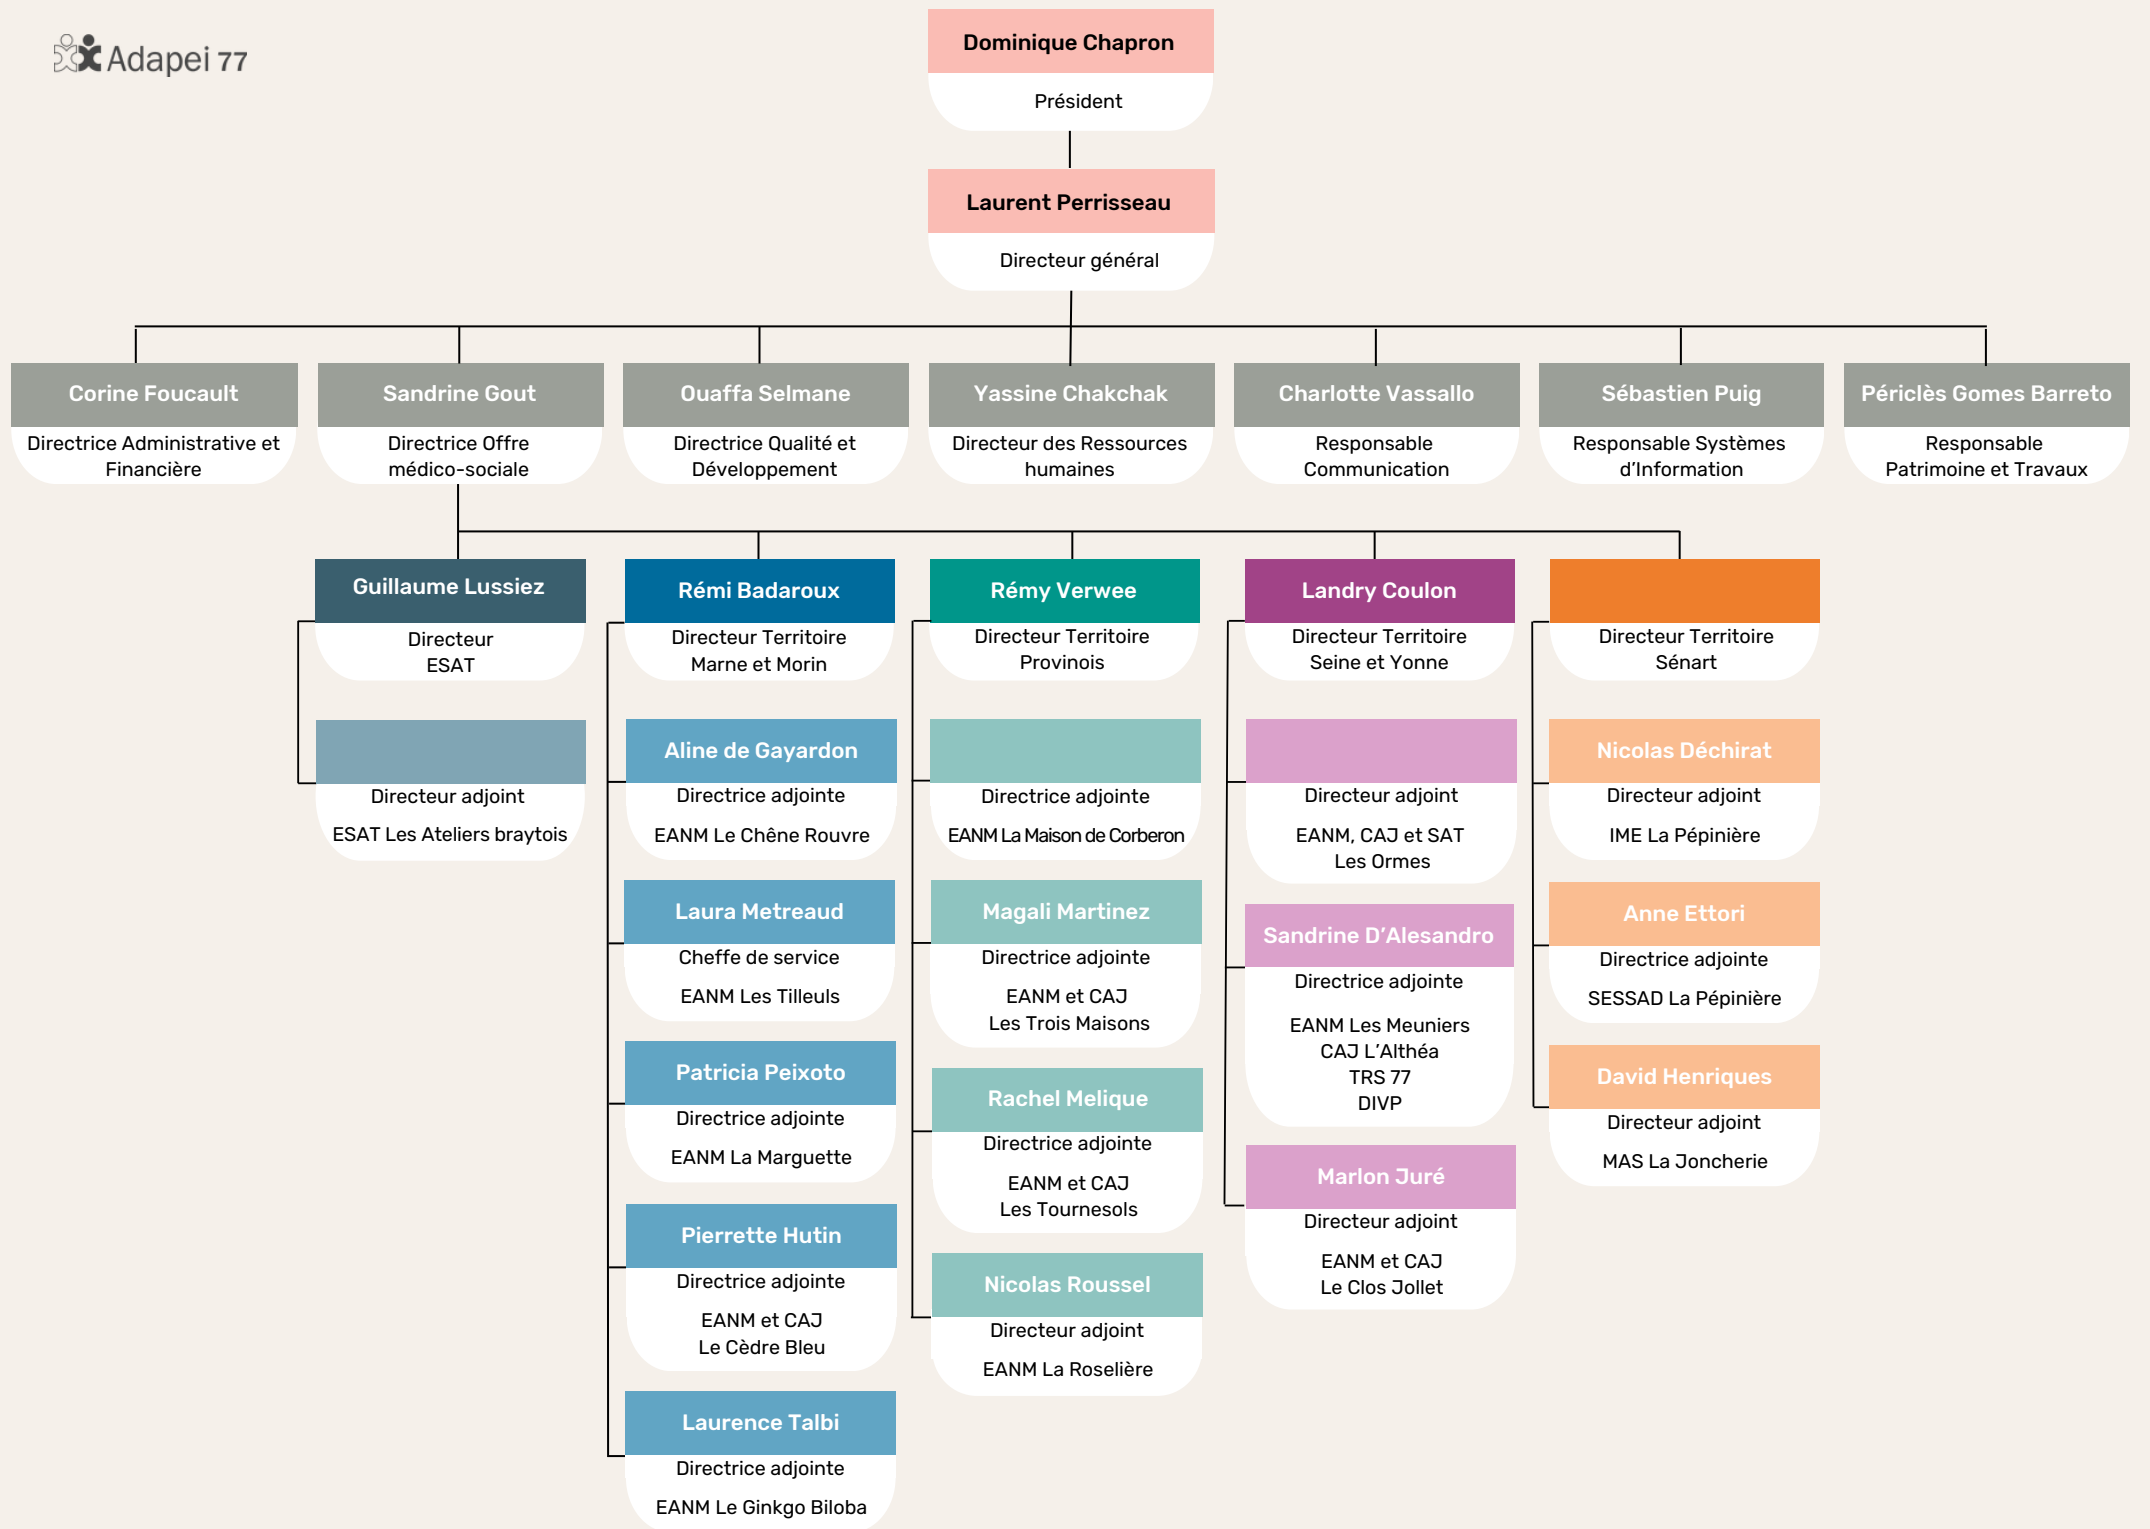 Adapei 77
Dominique Chapron
Président
Laurent Perrisseau
Directeur général
Corine Foucault
Directrice Administrative et
Financière
Sandrine Gout
Directrice Offre
médico-sociale
Ouaffa Selmane
Directrice Qualité et
Développement
Yassine Chakchak
Directeur des Ressources
humaines
Charlotte Vassallo
Responsable
Communication
Sébastien Puig
Responsable Systèmes
d'Information
Périclès Gomes Barreto
Responsable
Patrimoine et Travaux
Guillaume Lussiez
Directeur
ESAT
Directeur adjoint
ESAT Les Ateliers braytois
Rémi Badaroux
Directeur Territoire
Marne et Morin
Aline de Gayardon
Directrice adjointe
EANM Le Chêne Rouvre
Laura Metreaud
Cheffe de service
EANM Les Tilleuls
Patricia Peixoto
Directrice adjointe
EANM La Marguette
Pierrette Hutin
Directrice adjointe
EANM et CAJ
Le Cèdre Bleu
Laurence Talbi
Directrice adjointe
EANM Le Ginkgo Biloba
Rémy Verwee
Directeur Territoire
Provinois
Directrice adjointe
EANM La Maison de Corberon
Magali Martinez
Directrice adjointe
EANM et CAJ
Les Trois Maisons
Rachel Melique
Directrice adjointe
EANM et CAJ
Les Tournesols
Nicolas Roussel
Directeur adjoint
EANM La Roselière
Landry Coulon
Directeur Territoire
Seine et Yonne
Directeur adjoint
EANM, CAJ et SAT
Les Ormes
Sandrine D'Alesandro
Directrice adjointe
EANM Les Meuniers
CAJ L'Althéa
TRS 77
DIVP
Marlon Juré
Directeur adjoint
EANM et CAJ
Le Clos Jollet
Directeur Territoire
Sénart
Nicolas Déchirat
Directeur adjoint
IME La Pépinière
Anne Ettori
Directrice adjointe
SESSAD La Pépinière
David Henriques
Directeur adjoint
MAS La Joncherie